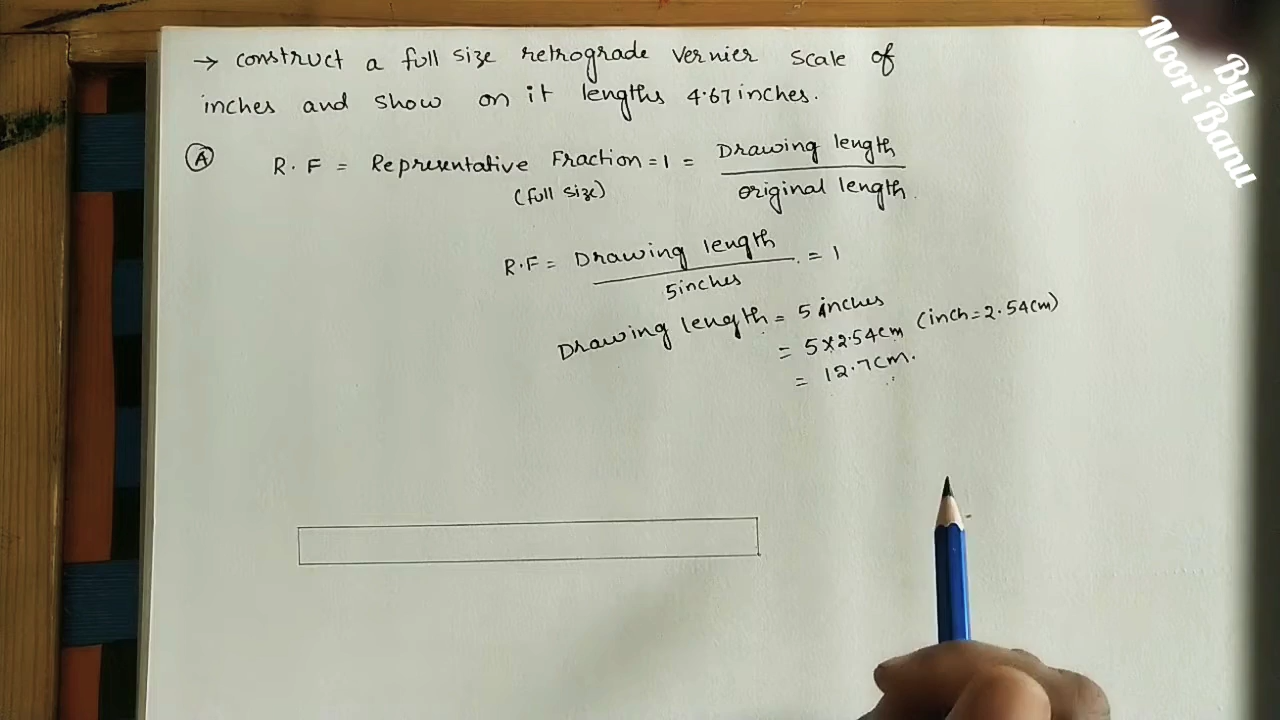 → construct a full size retrograde vernier scale of
inches and show on it lengths 4.67 inches.
A R.F = Representative Fraction = 1 = Drawing length
(full size) original length.
R.F = Drawing length = 1
5inches
Drawing length = 5 inches
= 5x2.54cm (inch = 2.54cm)
= 12.7cm.
By
Noori Banu